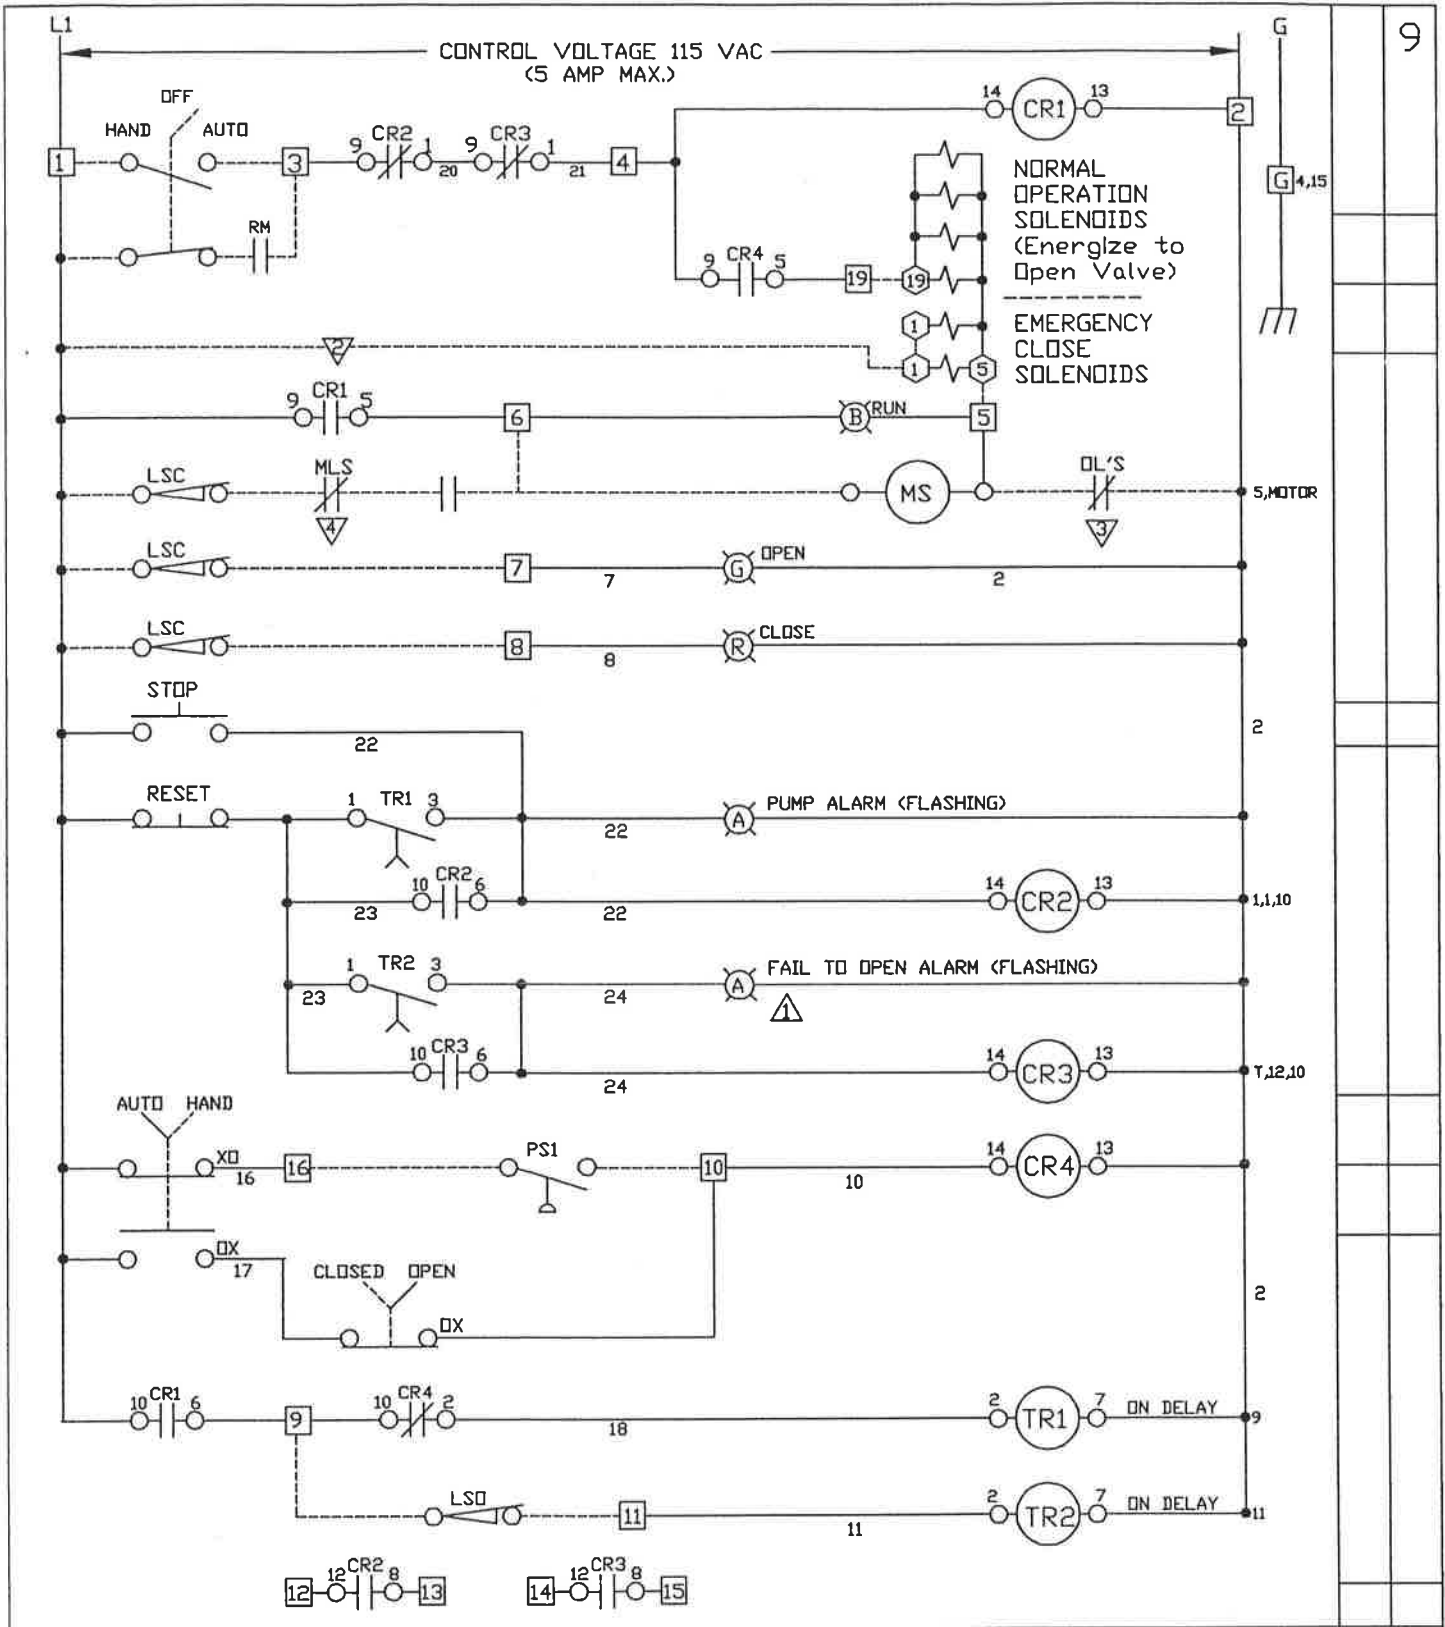 L1
G
9
CONTROL VOLTAGE 115 VAC
(5 AMP MAX.)
OFF
HAND AUTO
1
3
9 CR2 1
20
9 CR3 1
21
4
14 CR1 13
2
RM
NORMAL
OPERATION
SOLENOIDS
(Energize to
Open Valve)
G 4,15
9 CR4 5
19
19
2
1
1
5
EMERGENCY
CLOSE
SOLENOIDS
9 CR1 5
6
B RUN
5
LSC
MLS
4
MS
OL'S
3
5,MOTOR
LSC
7
7
G OPEN
2
LSC
8
8
R CLOSE
STOP
22
2
RESET
1 TR1 3
22
A PUMP ALARM (FLASHING)
23
10 CR2 6
22
14 CR2 13
1,1,10
23
1 TR2 3
24
A FAIL TO OPEN ALARM (FLASHING)
1
10 CR3 6
24
14 CR3 13
T,12,10
AUTO HAND
XO
16
16
PS1
10
10
14 CR4 13
OX
17
CLOSED OPEN
OX
2
10 CR1 6
9
10 CR4 2
18
2 TR1 7 ON DELAY
9
LSO
11
11
2 TR2 7 ON DELAY
11
12 12 CR2 8 13
14 12 CR3 8 15